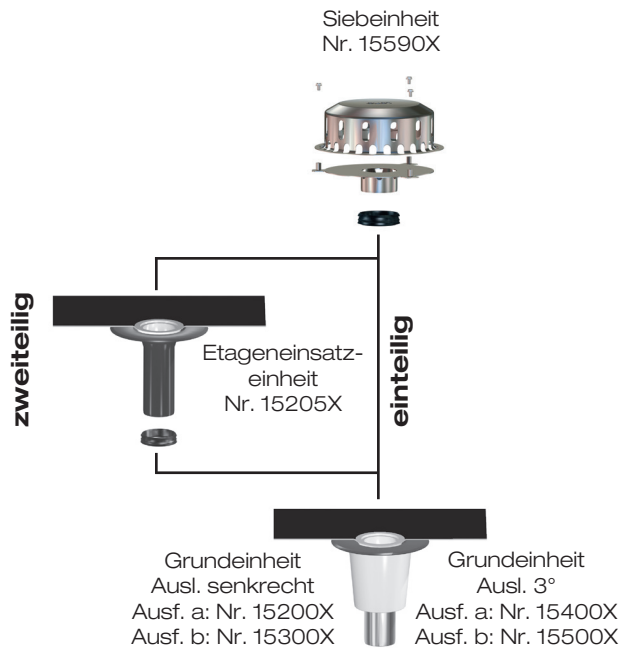 Siebeinheit
Nr. 15590X
zweiteilig
Etageneinsatz-
einheit
Nr. 15205X
einteilig
Grundeinheit
Ausl. senkrecht
Ausf. a: Nr. 15200X
Ausf. b: Nr. 15300X
Grundeinheit
Ausl. 3°
Ausf. a: Nr. 15400X
Ausf. b: Nr. 15500X